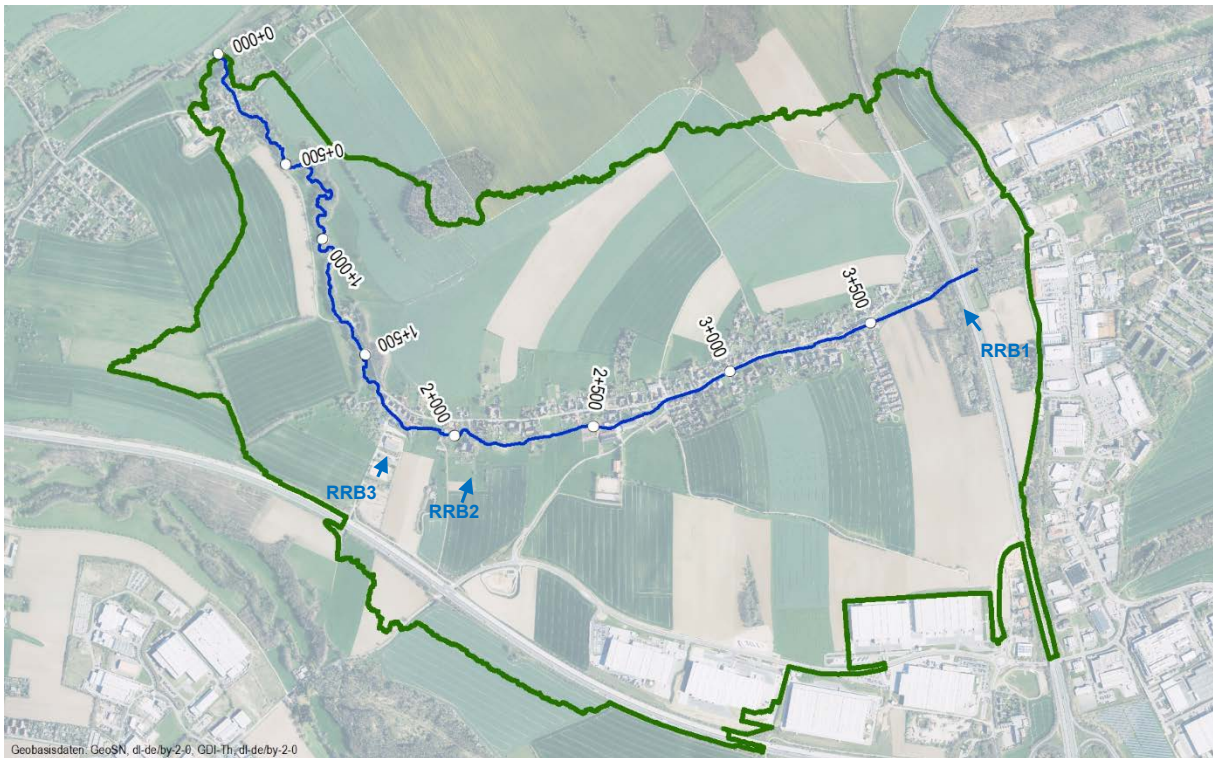 0+000
0+500
1+000
1+500
2+000
2+500
3+000
3+500
RRB1
RRB2
RRB3
Geobasisdaten: GeoSN, dl-de/by-2-0, GDI-Th, dl-de/by-2-0